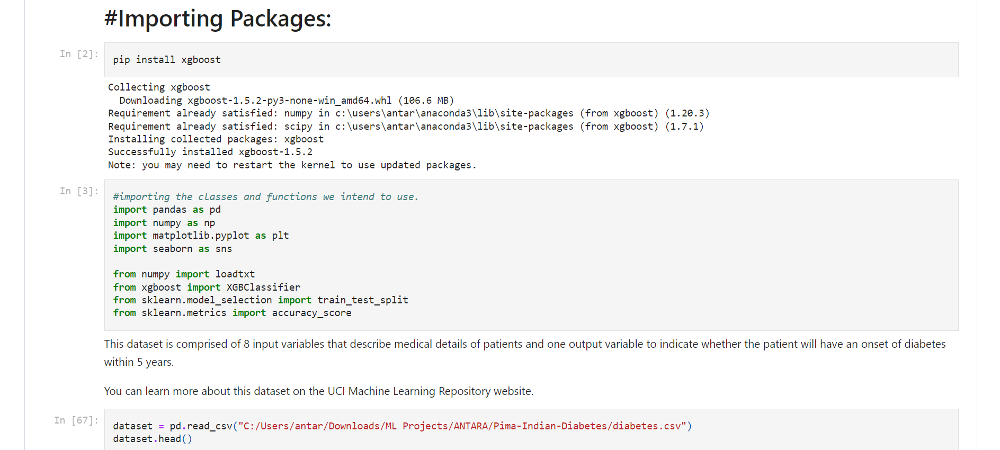 #Importing Packages:
In [2]:
pip install xgboost
Collecting xgboost
  Downloading xgboost-1.5.2-py3-none-win_amd64.whl (106.6 MB)
Requirement already satisfied: numpy in c:\users\antar\anaconda3\lib\site-packages (from xgboost) (1.20.3)
Requirement already satisfied: scipy in c:\users\antar\anaconda3\lib\site-packages (from xgboost) (1.7.1)
Installing collected packages: xgboost
Successfully installed xgboost-1.5.2
Note: you may need to restart the kernel to use updated packages.
In [3]:
#importing the classes and functions we intend to use.
import pandas as pd
import numpy as np
import matplotlib.pyplot as plt
import seaborn as sns
from numpy import loadtxt
from xgboost import XGBClassifier
from sklearn.model_selection import train_test_split
from sklearn.metrics import accuracy_score
This dataset is comprised of 8 input variables that describe medical details of patients and one output variable to indicate whether the patient will have an onset of diabetes
within 5 years.
You can learn more about this dataset on the UCI Machine Learning Repository website.
In [67]:
dataset = pd.read_csv("C:/Users/antar/Downloads/ML Projects/ANTARA/Pima-Indian-Diabetes/diabetes.csv")
dataset.head()